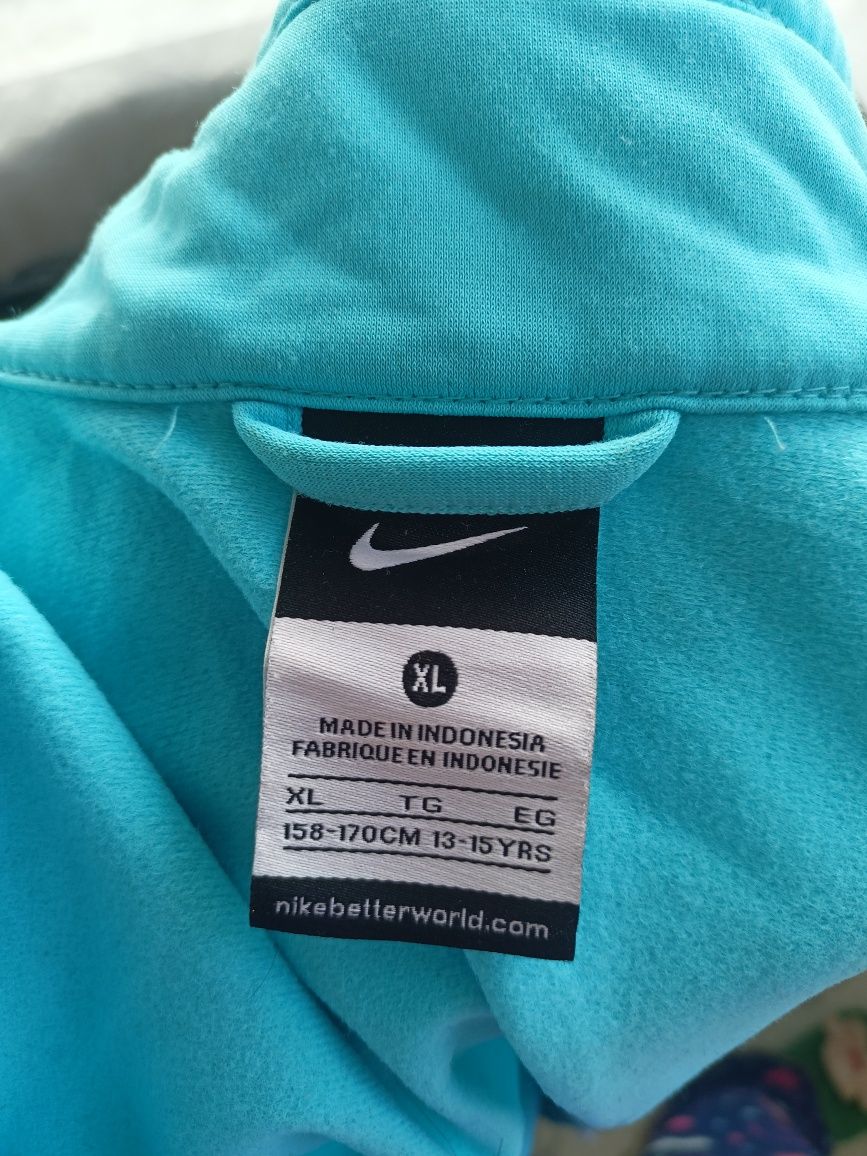 XL
MADE IN INDONESIA
FABRIQUE EN INDONESIE
XL TG EG
158-170CM 13-15YRS
nikebetterworld.com